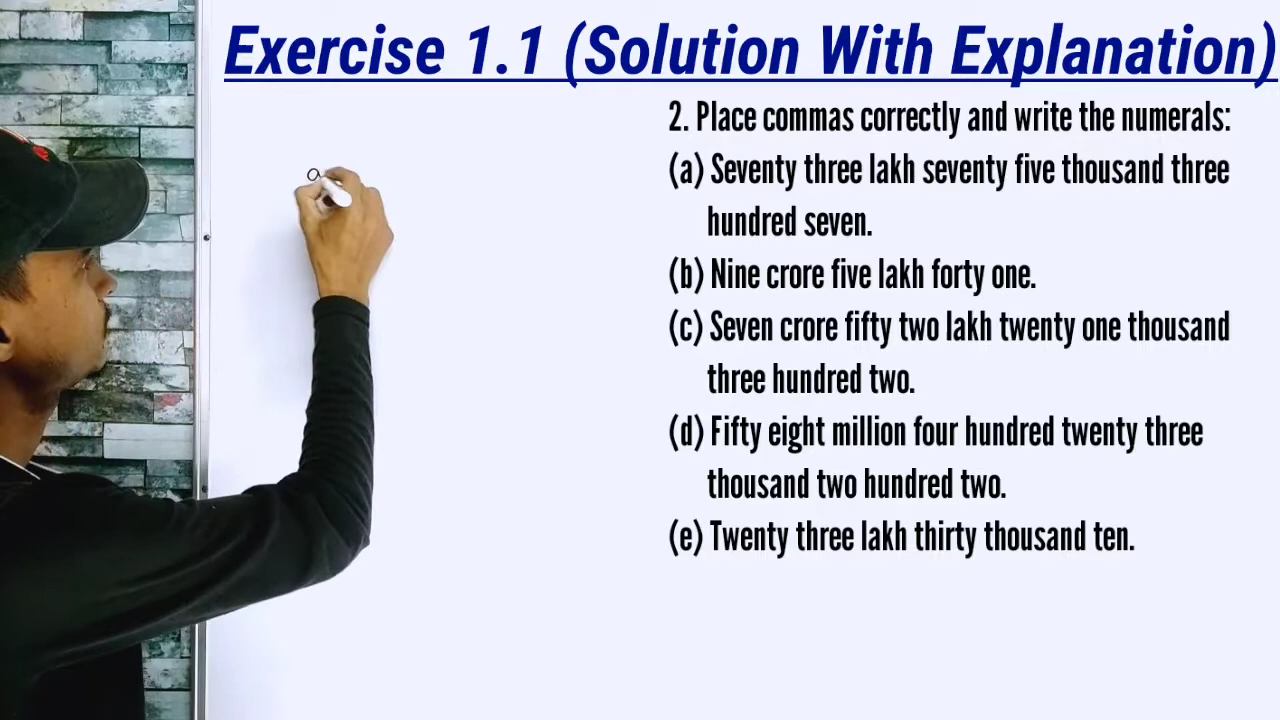 Exercise 1.1 (Solution With Explanation)
2. Place commas correctly and write the numerals:
(a) Seventy three lakh seventy five thousand three
hundred seven.
(b) Nine crore five lakh forty one.
(c) Seven crore fifty two lakh twenty one thousand
three hundred two.
(d) Fifty eight million four hundred twenty three
thousand two hundred two.
(e) Twenty three lakh thirty thousand ten.